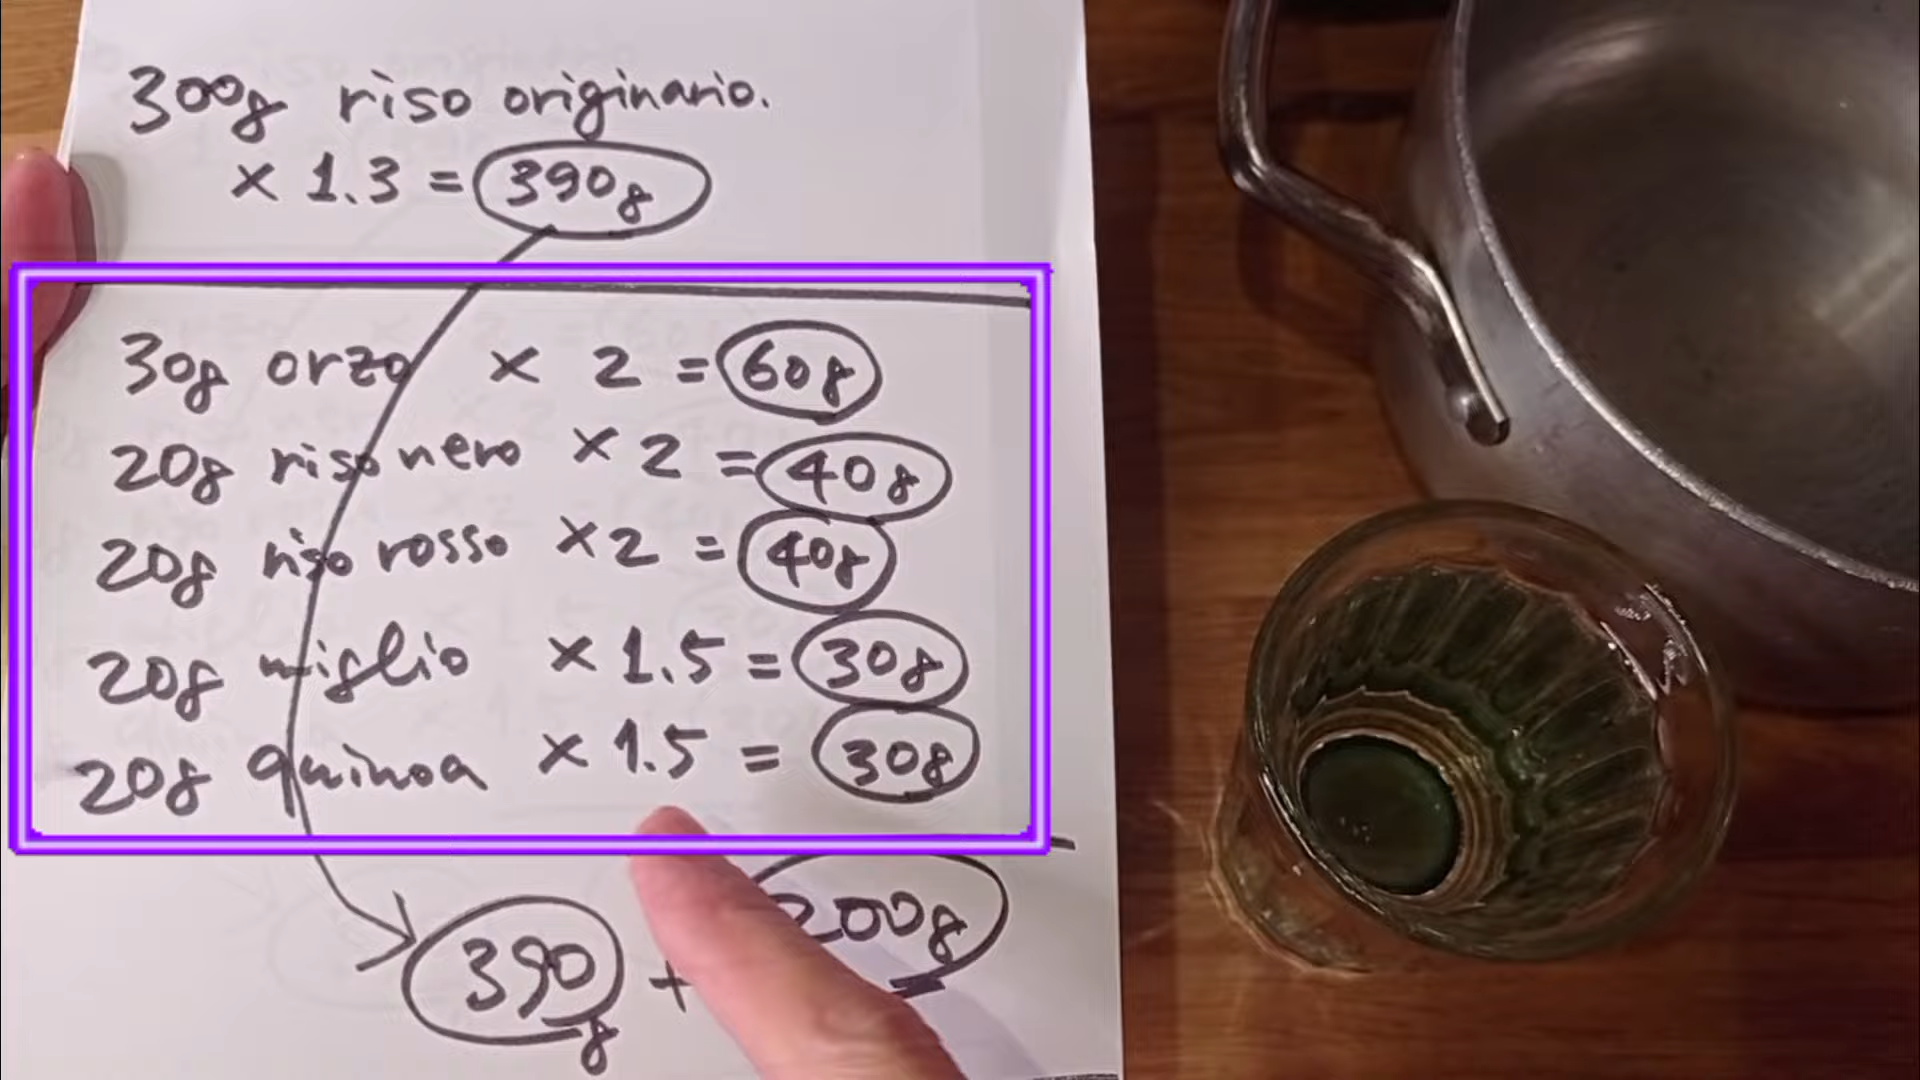 300g riso originario.
× 1.3 = 390g
30g orzo × 2 = 60g
20g riso nero × 2 = 40g
20g riso rosso × 2 = 40g
20g miglio × 1.5 = 30g
20g quinoa × 1.5 = 30g
390g + 200g